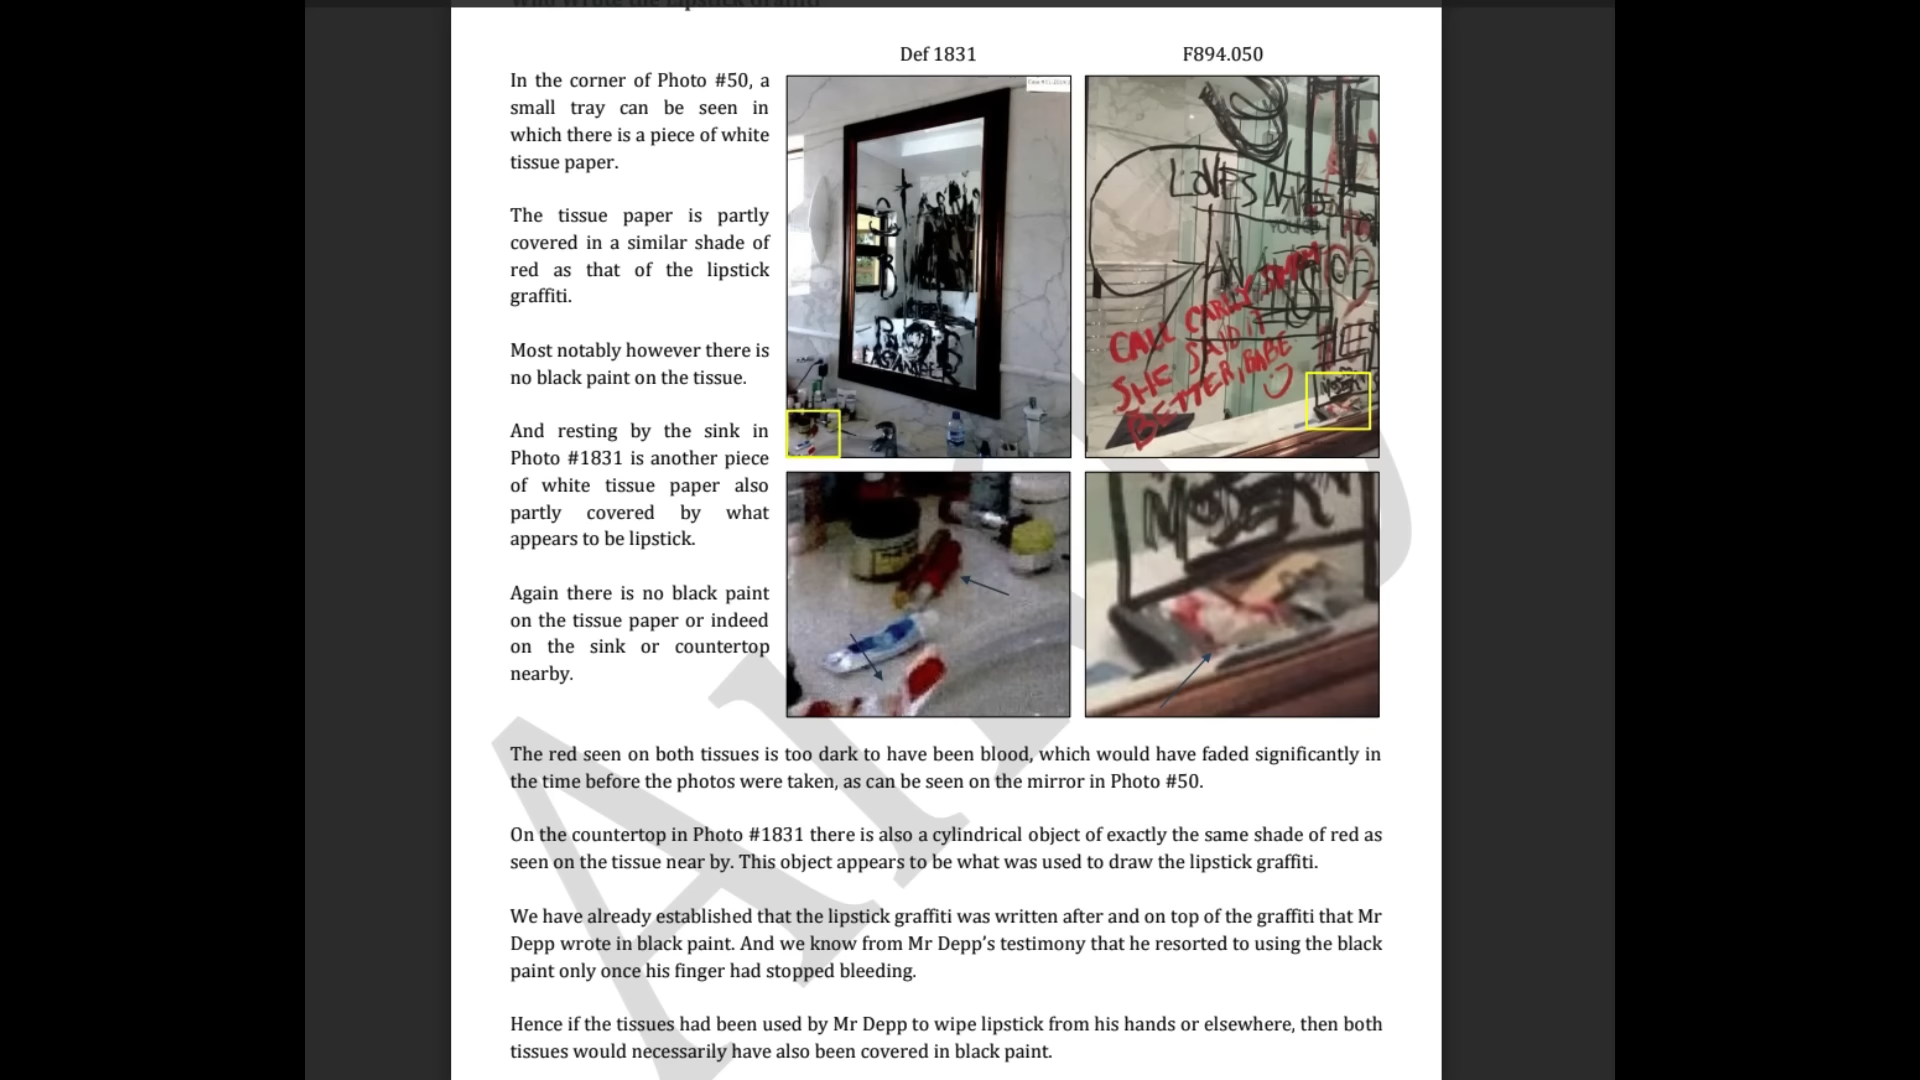 Who Wrote the Lipstick Graffiti
Def 1831
F894.050
In the corner of Photo #50, a
small tray can be seen in
which there is a piece of white
tissue paper.
The tissue paper is partly
covered in a similar shade of
red as that of the lipstick
graffiti.
Most notably however there is
no black paint on the tissue.
And resting by the sink in
Photo #1831 is another piece
of white tissue paper also
partly covered by what
appears to be lipstick.
Again there is no black paint
on the tissue paper or indeed
on the sink or countertop
nearby.
LOVES
CALL CARLY SIMON
SHE SAID IT
BETTER, BABE
MODERN
The red seen on both tissues is too dark to have been blood, which would have faded significantly in
the time before the photos were taken, as can be seen on the mirror in Photo #50.
On the countertop in Photo #1831 there is also a cylindrical object of exactly the same shade of red as
seen on the tissue near by. This object appears to be what was used to draw the lipstick graffiti.
We have already established that the lipstick graffiti was written after and on top of the graffiti that Mr
Depp wrote in black paint. And we know from Mr Depp’s testimony that he resorted to using the black
paint only once his finger had stopped bleeding.
Hence if the tissues had been used by Mr Depp to wipe lipstick from his hands or elsewhere, then both
tissues would necessarily have also been covered in black paint.